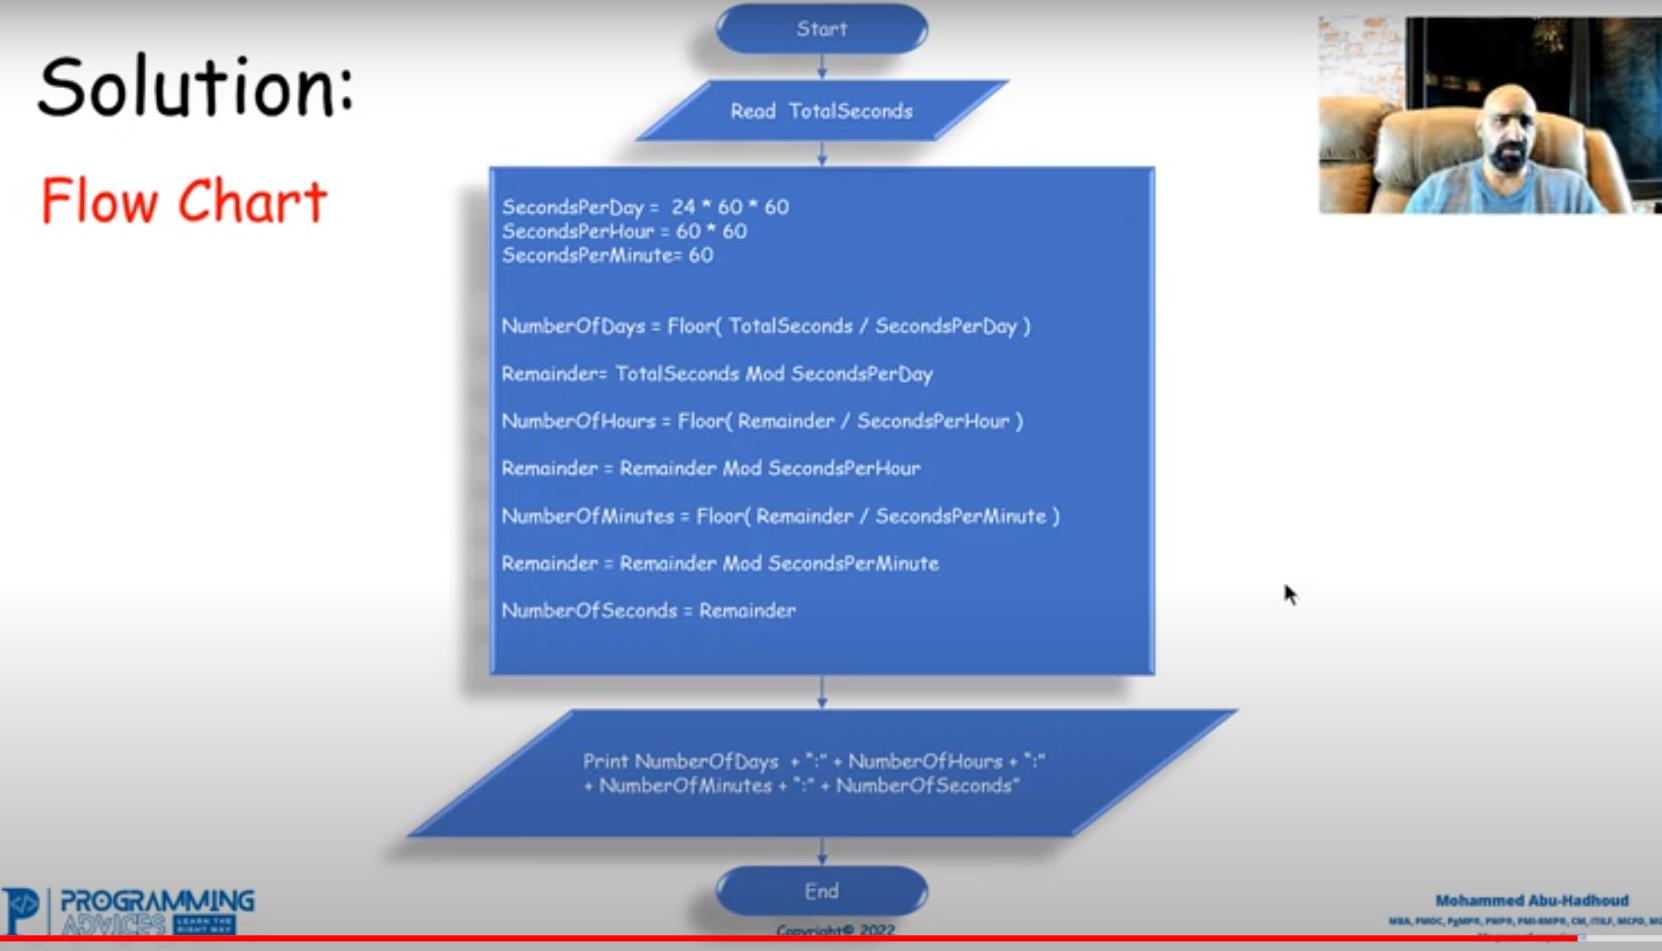 Solution:
Flow Chart
Start
Read TotalSeconds
SecondsPerDay = 24 * 60 * 60
SecondsPerHour = 60 * 60
SecondsPerMinute= 60
NumberOfDays = Floor( TotalSeconds / SecondsPerDay )
Remainder= TotalSeconds Mod SecondsPerDay
NumberOfHours = Floor( Remainder / SecondsPerHour )
Remainder = Remainder Mod SecondsPerHour
NumberOfMinutes = Floor( Remainder / SecondsPerMinute )
Remainder = Remainder Mod SecondsPerMinute
NumberOfSeconds = Remainder
Print NumberOfDays + ":" + NumberOfHours + ":"
+ NumberOfMinutes + ":" + NumberOfSeconds"
End
PROGRAMMING
ADVICES
LEARN THE
RIGHT WAY
Copyright© 2022
Mohammed Abu-Hadhoud
MBA, PMOC, PgMP®, PMP®, PMI-RMP®, CM, ITILF, MCPD,